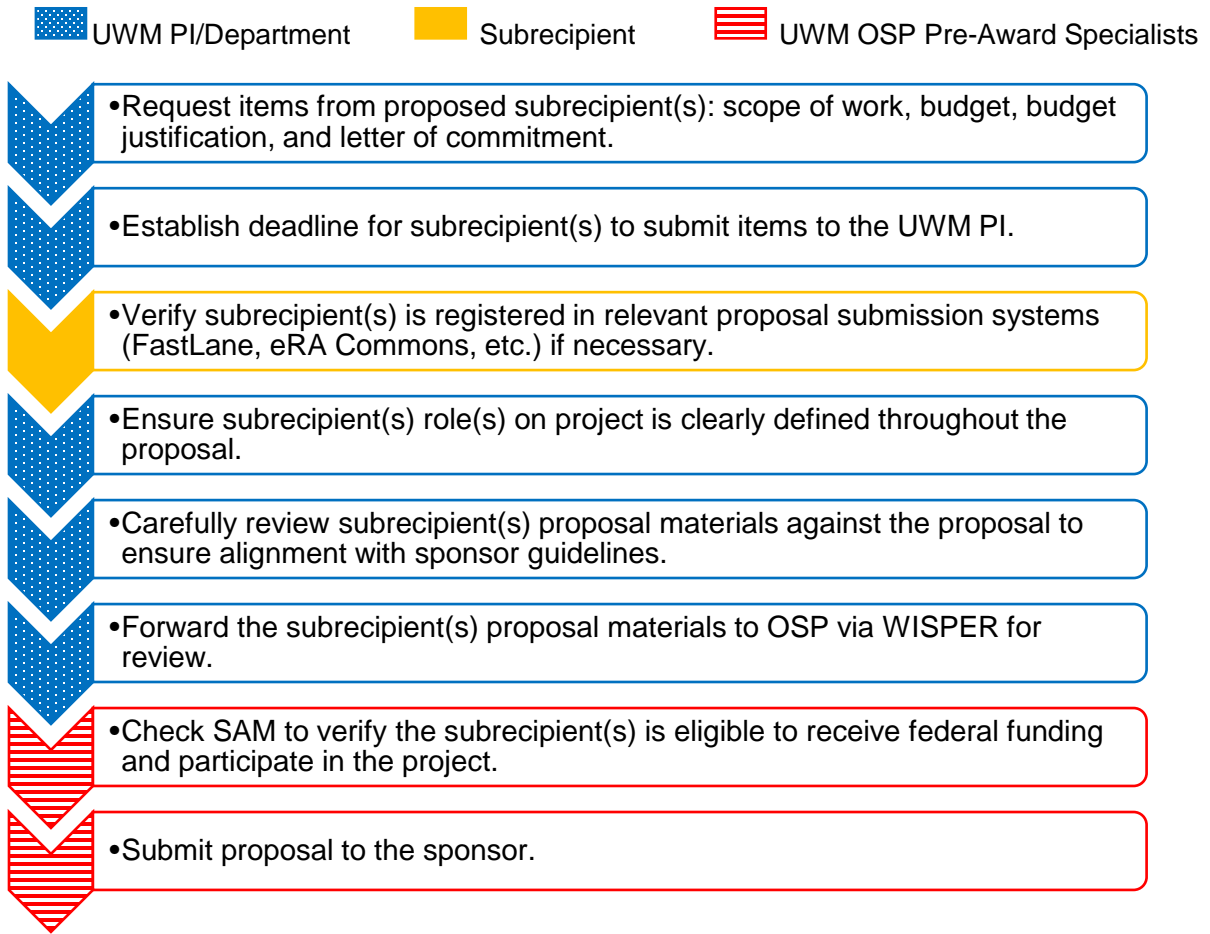 UWM PI/Department Subrecipient UWM OSP Pre-Award Specialists
•Request items from proposed subrecipient(s): scope of work, budget, budget
justification, and letter of commitment.
•Establish deadline for subrecipient(s) to submit items to the UWM PI.
•Verify subrecipient(s) is registered in relevant proposal submission systems
(FastLane, eRA Commons, etc.) if necessary.
•Ensure subrecipient(s) role(s) on project is clearly defined throughout the
proposal.
•Carefully review subrecipient(s) proposal materials against the proposal to
ensure alignment with sponsor guidelines.
•Forward the subrecipient(s) proposal materials to OSP via WISPER for
review.
•Check SAM to verify the subrecipient(s) is eligible to receive federal funding
and participate in the project.
•Submit proposal to the sponsor.